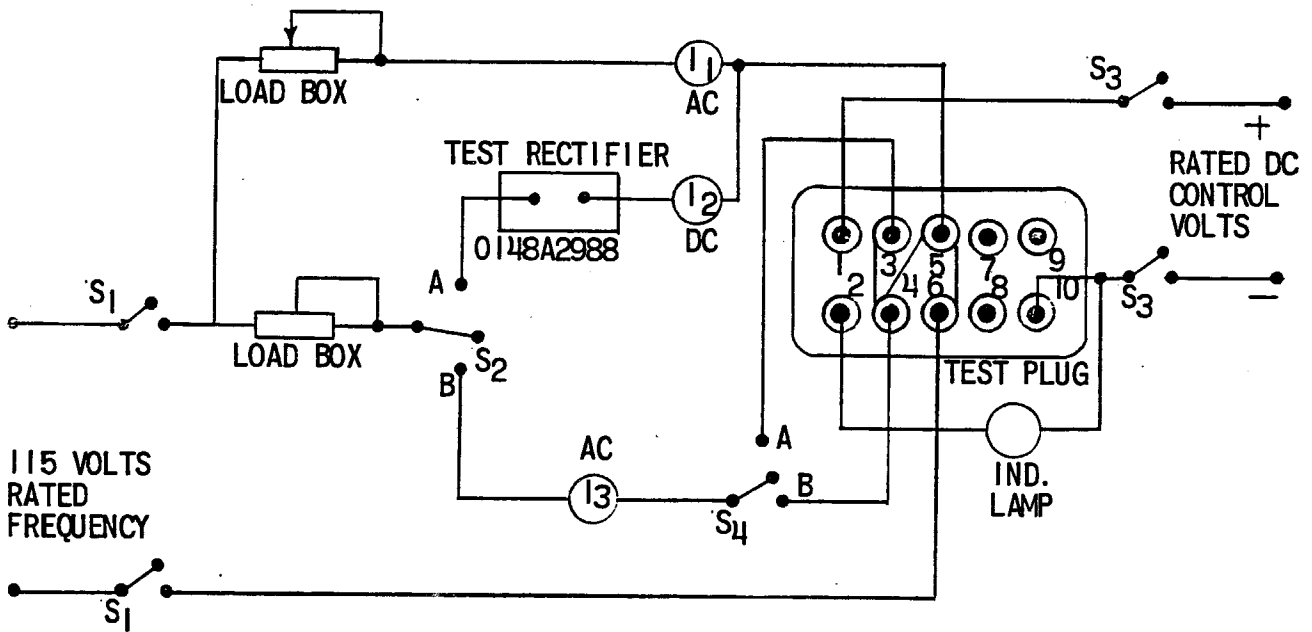 LOAD BOX
I1
AC
S3
+
RATED DC
CONTROL
VOLTS
TEST RECTIFIER
I2
DC
0148A2988
A
1
3
5
7
9
2
4
6
8
10
S3
−
TEST PLUG
S1
LOAD BOX
S2
B
AC
I3
A
B
S4
IND.
LAMP
115 VOLTS
RATED
FREQUENCY
S1